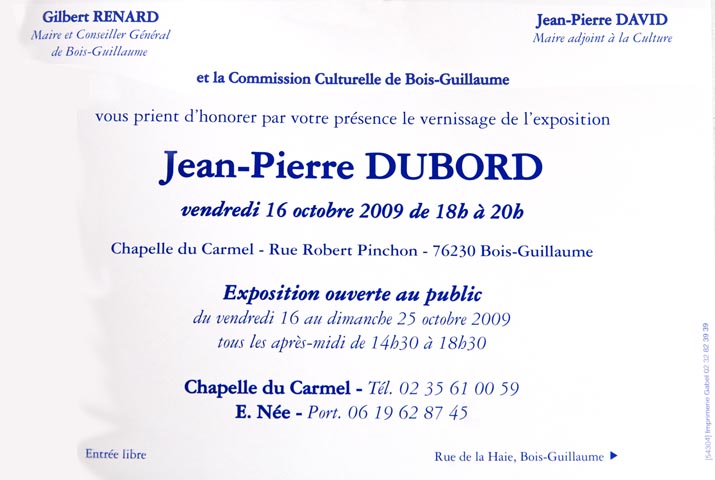 Gilbert RENARD
Maire et Conseiller Général
de Bois-Guillaume
Jean-Pierre DAVID
Maire adjoint à la Culture
et la Commission Culturelle de Bois-Guillaume
vous prient d'honorer par votre présence le vernissage de l'exposition
Jean-Pierre DUBORD
vendredi 16 octobre 2009 de 18h à 20h
Chapelle du Carmel - Rue Robert Pinchon - 76230 Bois-Guillaume
Exposition ouverte au public
du vendredi 16 au dimanche 25 octobre 2009
tous les après-midi de 14h30 à 18h30
Chapelle du Carmel - Tél. 02 35 61 00 59
E. Née - Port. 06 19 62 87 45
Entrée libre
Rue de la Haie, Bois-Guillaume ▶
[54304] Imprimerie Gabel 02 32 82 39 39